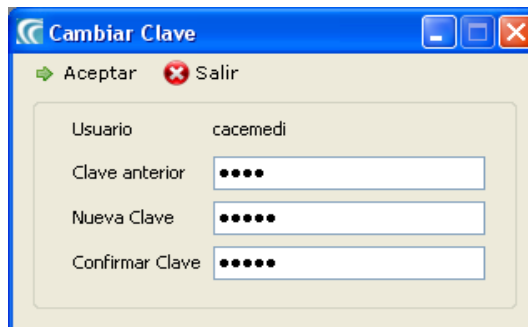 Cambiar Clave
Aceptar Salir
Usuario cacemedi
Clave anterior ••••
Nueva Clave •••••
Confirmar Clave •••••